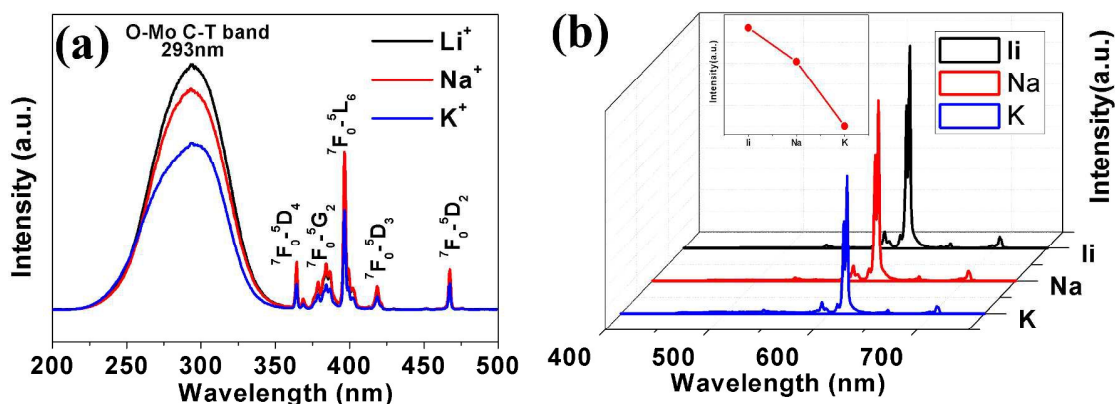 (a)
O-Mo C-T band
293nm
Li⁺
Na⁺
K⁺
⁷F₀-⁵D₄
⁷F₀-⁵G₂
⁷F₀-⁵L₆
⁷F₀-⁵D₃
⁷F₀-⁵D₂
Intensity (a.u.)
200 250 300 350 400 450 500
Wavelength (nm)
(b)
Intensity(a.u.)
li Na K
li
Na
K
Intensity(a.u.)
li
Na
K
400 500 600 700
Wavelength (nm)